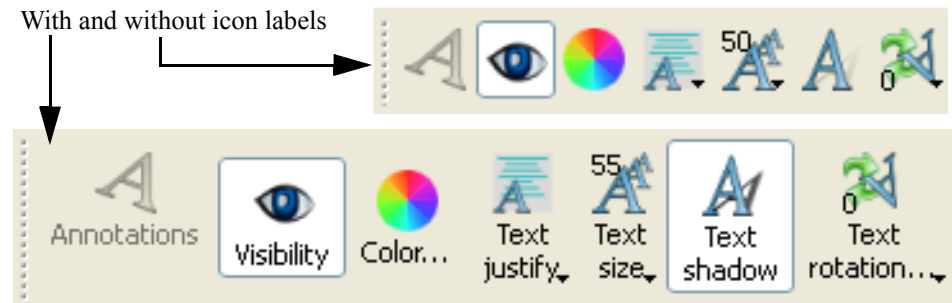 With and without icon labels
50
0
55
0
Annotations
Visibility
Color...
Text
justify
Text
size
Text
shadow
Text
rotation...